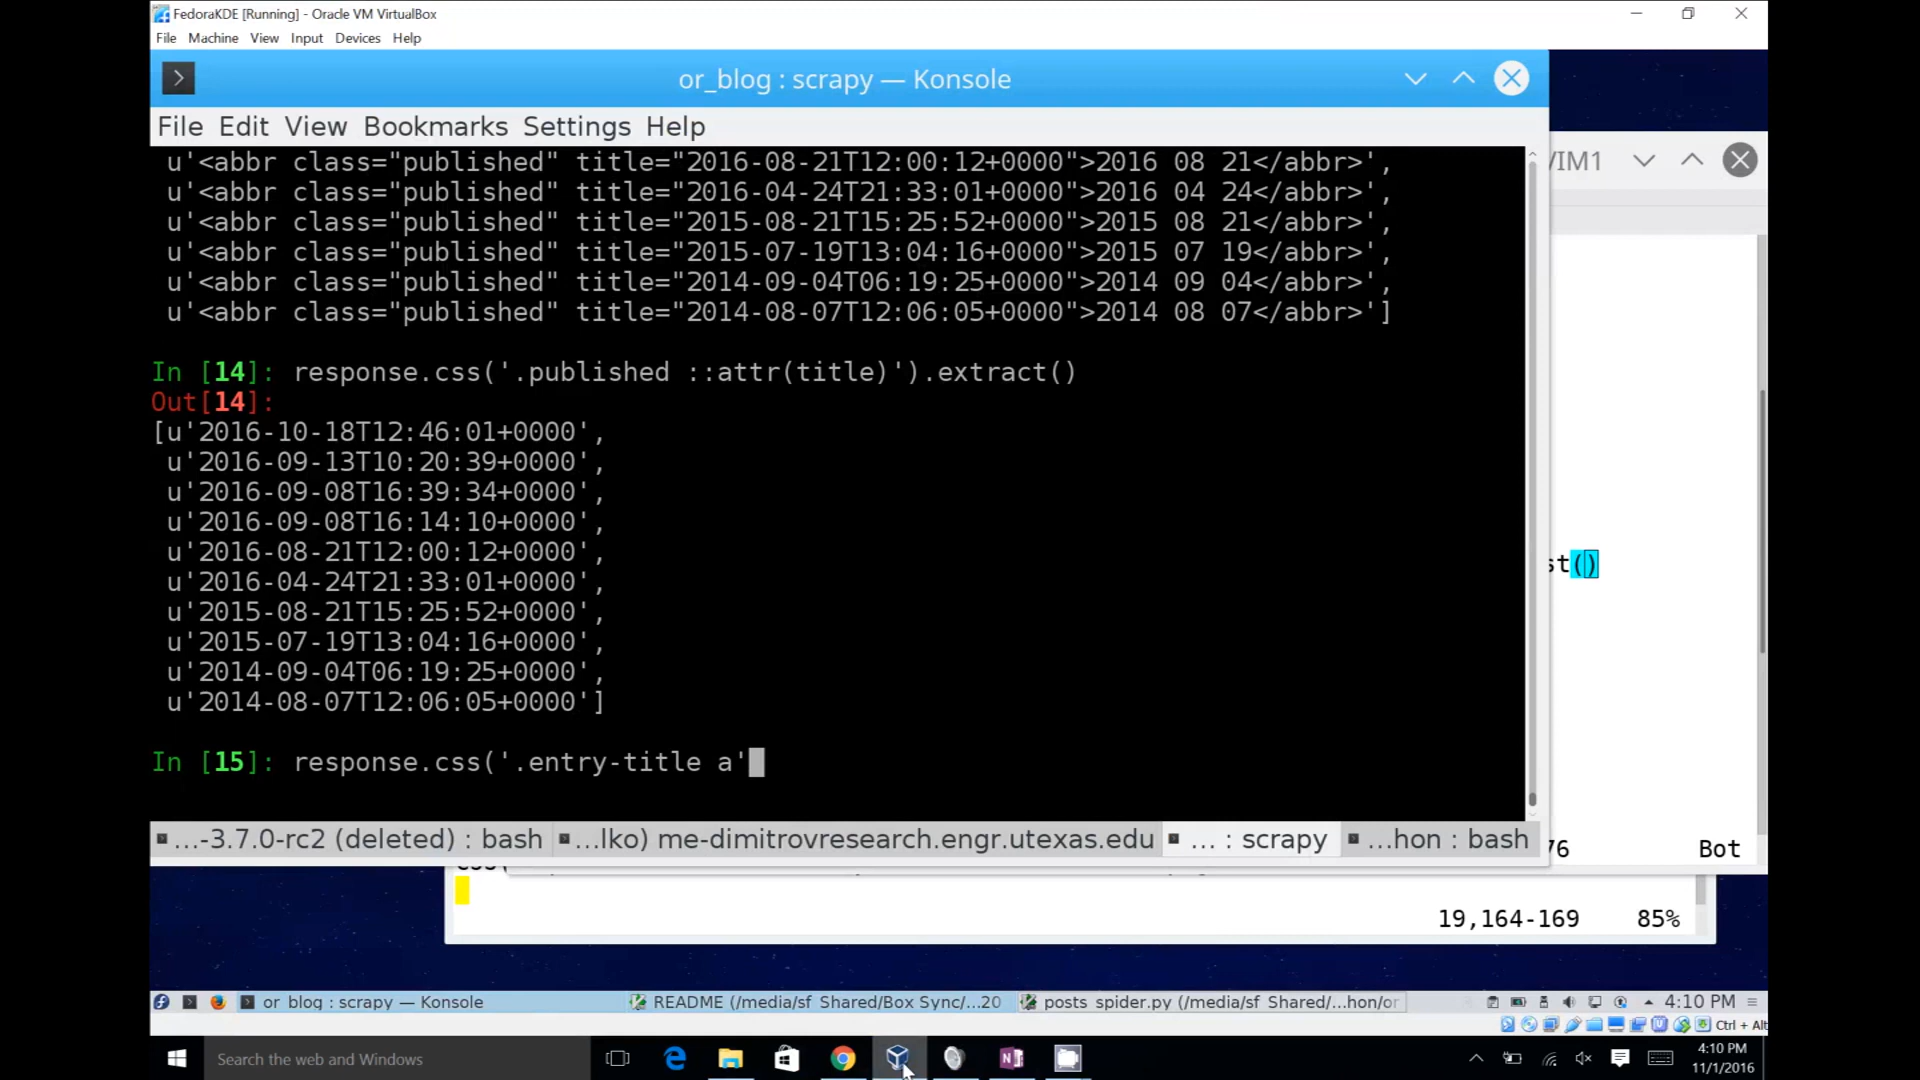 FedoraKDE [Running] - Oracle VM VirtualBox
File Machine View Input Devices Help
or_blog : scrapy — Konsole
File Edit View Bookmarks Settings Help
VIM1
u'<abbr class="published" title="2016-08-21T12:00:12+0000">2016 08 21</abbr>',
u'<abbr class="published" title="2016-04-24T21:33:01+0000">2016 04 24</abbr>',
u'<abbr class="published" title="2015-08-21T15:25:52+0000">2015 08 21</abbr>',
u'<abbr class="published" title="2015-07-19T13:04:16+0000">2015 07 19</abbr>',
u'<abbr class="published" title="2014-09-04T06:19:25+0000">2014 09 04</abbr>',
u'<abbr class="published" title="2014-08-07T12:06:05+0000">2014 08 07</abbr>']
In [14]: response.css('.published ::attr(title)').extract()
Out[14]:
[u'2016-10-18T12:46:01+0000',
u'2016-09-13T10:20:39+0000',
u'2016-09-08T16:39:34+0000',
u'2016-09-08T16:14:10+0000',
u'2016-08-21T12:00:12+0000',
st()
u'2016-04-24T21:33:01+0000',
u'2015-08-21T15:25:52+0000',
u'2015-07-19T13:04:16+0000',
u'2014-09-04T06:19:25+0000',
u'2014-08-07T12:06:05+0000']
In [15]: response.css('.entry-title a'
...-3.7.0-rc2 (deleted) : bash ...lko) me-dimitrovresearch.engr.utexas.edu ... : scrapy ...hon : bash
76 Bot
19,164-169 85%
or_blog : scrapy — Konsole README (/media/sf_Shared/Box Sync/...20 posts_spider.py (/media/sf_Shared/...hon/or 4:10 PM
Ctrl + Alt
Search the web and Windows
4:10 PM
11/1/2016